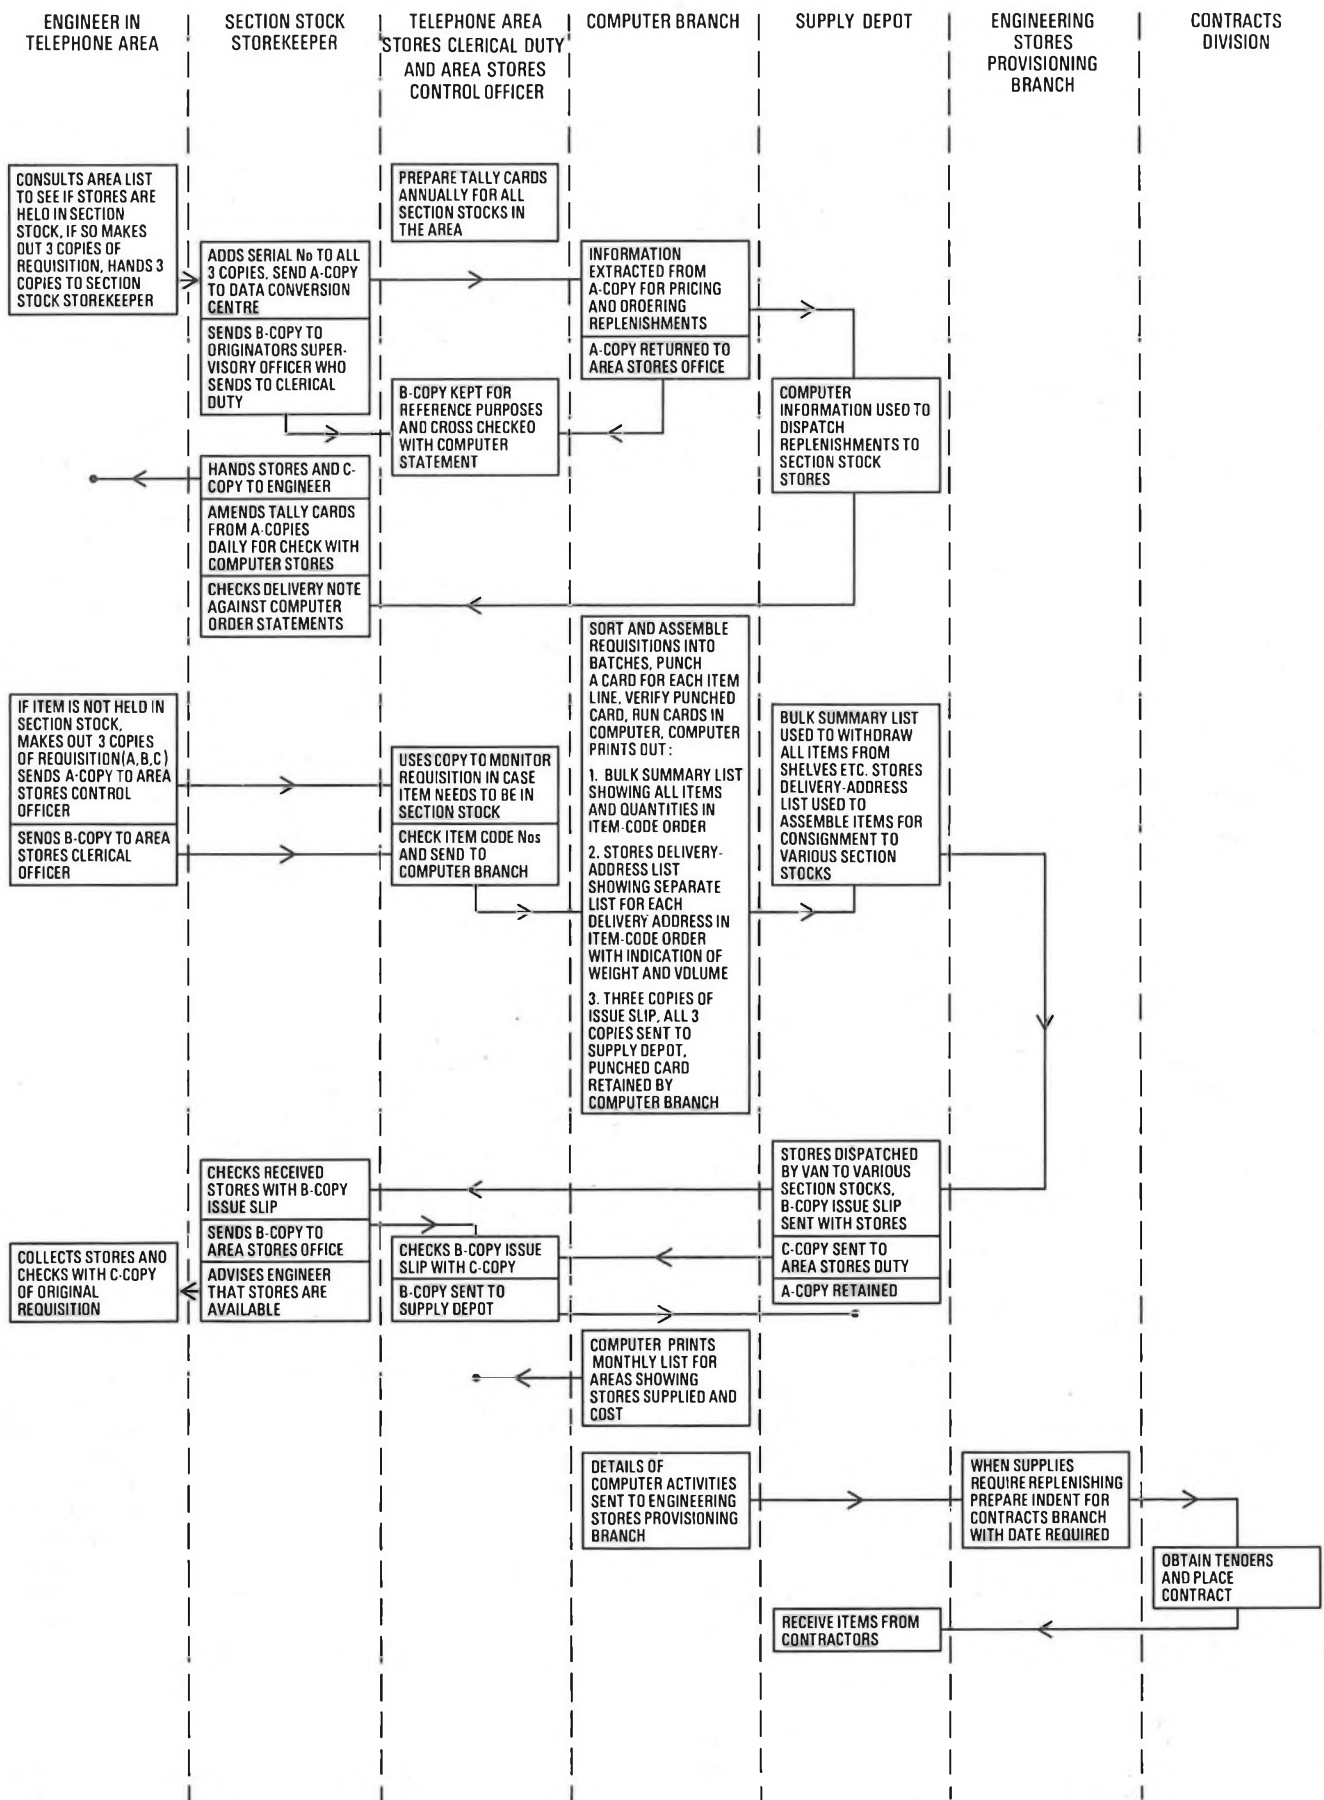 ENGINEER IN
TELEPHONE AREA
SECTION STOCK
STOREKEEPER
TELEPHONE AREA
STORES CLERICAL DUTY
AND AREA STORES
CONTROL OFFICER
COMPUTER BRANCH
SUPPLY DEPOT
ENGINEERING
STORES
PROVISIONING
BRANCH
CONTRACTS
DIVISION
CONSULTS AREA LIST
TO SEE IF STORES ARE
HELD IN SECTION
STOCK, IF SO MAKES
OUT 3 COPIES OF
REQUISITION, HANDS 3
COPIES TO SECTION
STOCK STOREKEEPER
PREPARE TALLY CARDS
ANNUALLY FOR ALL
SECTION STOCKS IN
THE AREA
ADDS SERIAL No TO ALL
3 COPIES, SEND A-COPY
TO DATA CONVERSION
CENTRE
SENDS B-COPY TO
ORIGINATORS SUPER-
VISORY OFFICER WHO
SENDS TO CLERICAL
DUTY
INFORMATION
EXTRACTED FROM
A-COPY FOR PRICING
AND ORDERING
REPLENISHMENTS
A-COPY RETURNED TO
AREA STORES OFFICE
B-COPY KEPT FOR
REFERENCE PURPOSES
AND CROSS CHECKED
WITH COMPUTER
STATEMENT
COMPUTER
INFORMATION USED TO
DISPATCH
REPLENISHMENTS TO
SECTION STOCK
STORES
HANDS STORES AND C-
COPY TO ENGINEER
AMENDS TALLY CARDS
FROM A-COPIES
DAILY FOR CHECK WITH
COMPUTER STORES
CHECKS DELIVERY NOTE
AGAINST COMPUTER
ORDER STATEMENTS
SORT AND ASSEMBLE
REQUISITIONS INTO
BATCHES, PUNCH
A CARD FOR EACH ITEM
LINE, VERIFY PUNCHED
CARD, RUN CARDS IN
COMPUTER, COMPUTER
PRINTS OUT:
1. BULK SUMMARY LIST
SHOWING ALL ITEMS
AND QUANTITIES IN
ITEM-CODE ORDER
2. STORES DELIVERY-
ADDRESS LIST
SHOWING SEPARATE
LIST FOR EACH
DELIVERY ADDRESS IN
ITEM-CODE ORDER
WITH INDICATION OF
WEIGHT AND VOLUME
3. THREE COPIES OF
ISSUE SLIP, ALL 3
COPIES SENT TO
SUPPLY DEPOT,
PUNCHED CARD
RETAINED BY
COMPUTER BRANCH
IF ITEM IS NOT HELD IN
SECTION STOCK,
MAKES OUT 3 COPIES
OF REQUISITION(A,B,C)
SENDS A-COPY TO AREA
STORES CONTROL
OFFICER
SENDS B-COPY TO AREA
STORES CLERICAL
OFFICER
USES COPY TO MONITOR
REQUISITION IN CASE
ITEM NEEDS TO BE IN
SECTION STOCK
CHECK ITEM CODE Nos
AND SEND TO
COMPUTER BRANCH
BULK SUMMARY LIST
USED TO WITHDRAW
ALL ITEMS FROM
SHELVES ETC. STORES
DELIVERY-ADDRESS
LIST USED TO
ASSEMBLE ITEMS FOR
CONSIGNMENT TO
VARIOUS SECTION
STOCKS
STORES DISPATCHED
BY VAN TO VARIOUS
SECTION STOCKS,
B-COPY ISSUE SLIP
SENT WITH STORES
C-COPY SENT TO
AREA STORES DUTY
A-COPY RETAINED
CHECKS RECEIVED
STORES WITH B-COPY
ISSUE SLIP
SENDS B-COPY TO
AREA STORES OFFICE
ADVISES ENGINEER
THAT STORES ARE
AVAILABLE
CHECKS B-COPY ISSUE
SLIP WITH C-COPY
B-COPY SENT TO
SUPPLY DEPOT
COLLECTS STORES AND
CHECKS WITH C-COPY
OF ORIGINAL
REQUISITION
COMPUTER PRINTS
MONTHLY LIST FOR
AREAS SHOWING
STORES SUPPLIED AND
COST
DETAILS OF
COMPUTER ACTIVITIES
SENT TO ENGINEERING
STORES PROVISIONING
BRANCH
WHEN SUPPLIES
REQUIRE REPLENISHING
PREPARE INDENT FOR
CONTRACTS BRANCH
WITH DATE REQUIRED
OBTAIN TENDERS
AND PLACE
CONTRACT
RECEIVE ITEMS FROM
CONTRACTORS